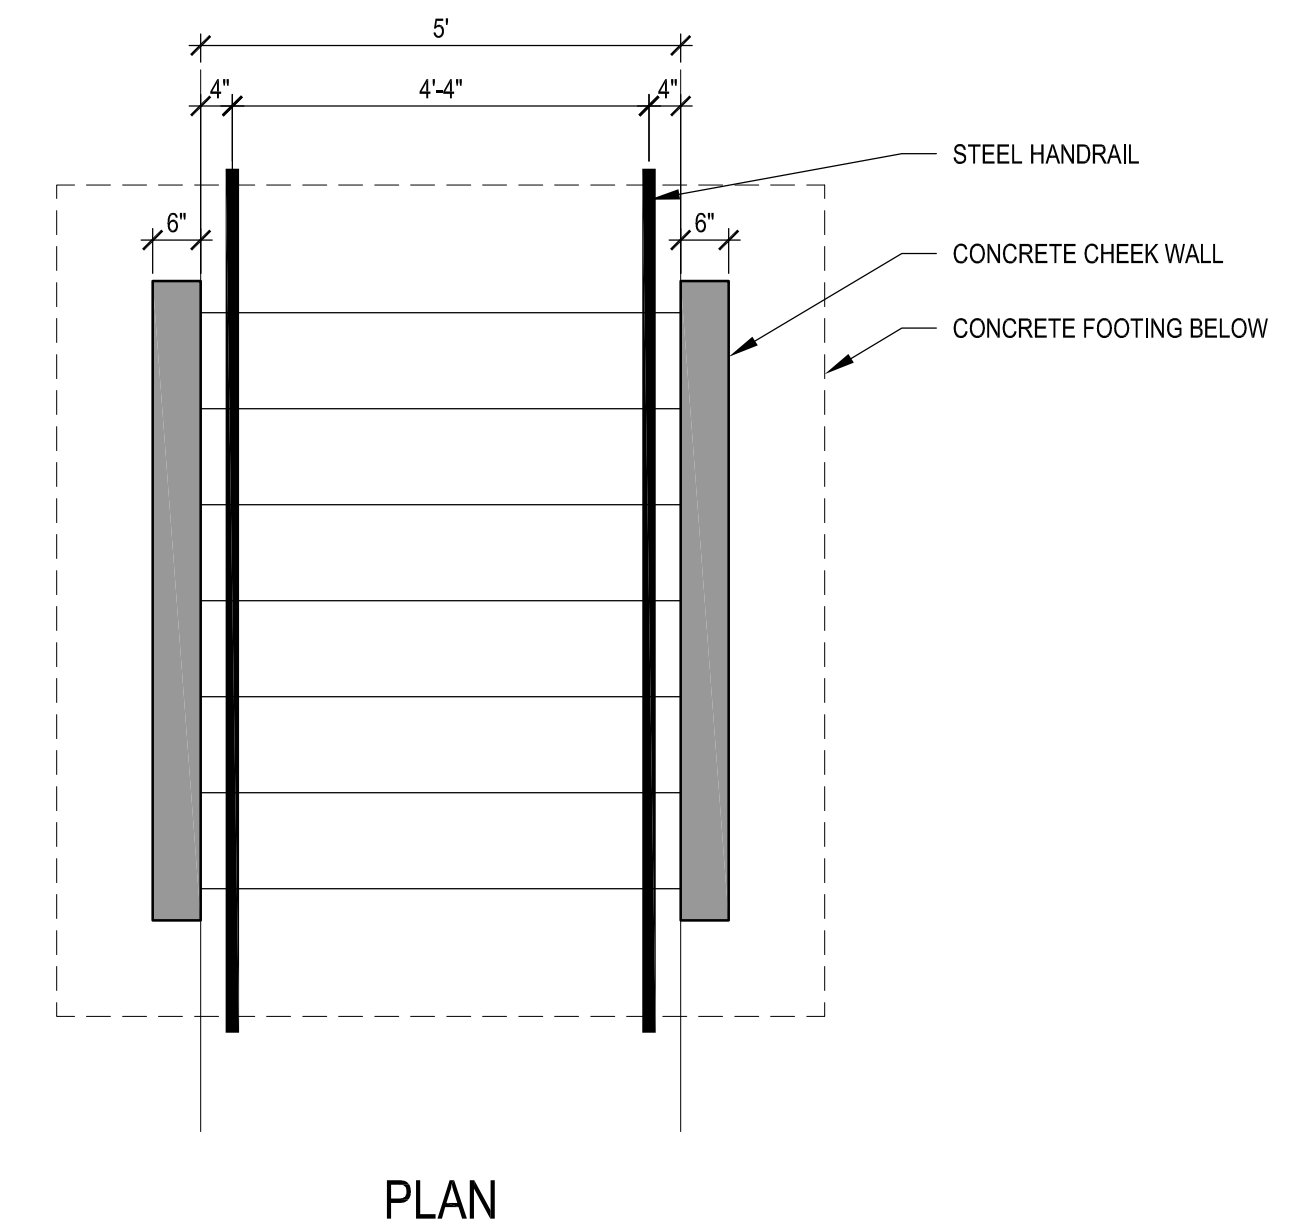 5'
4"
4'-4"
4"
STEEL HANDRAIL
6"
6"
CONCRETE CHEEK WALL
CONCRETE FOOTING BELOW
PLAN